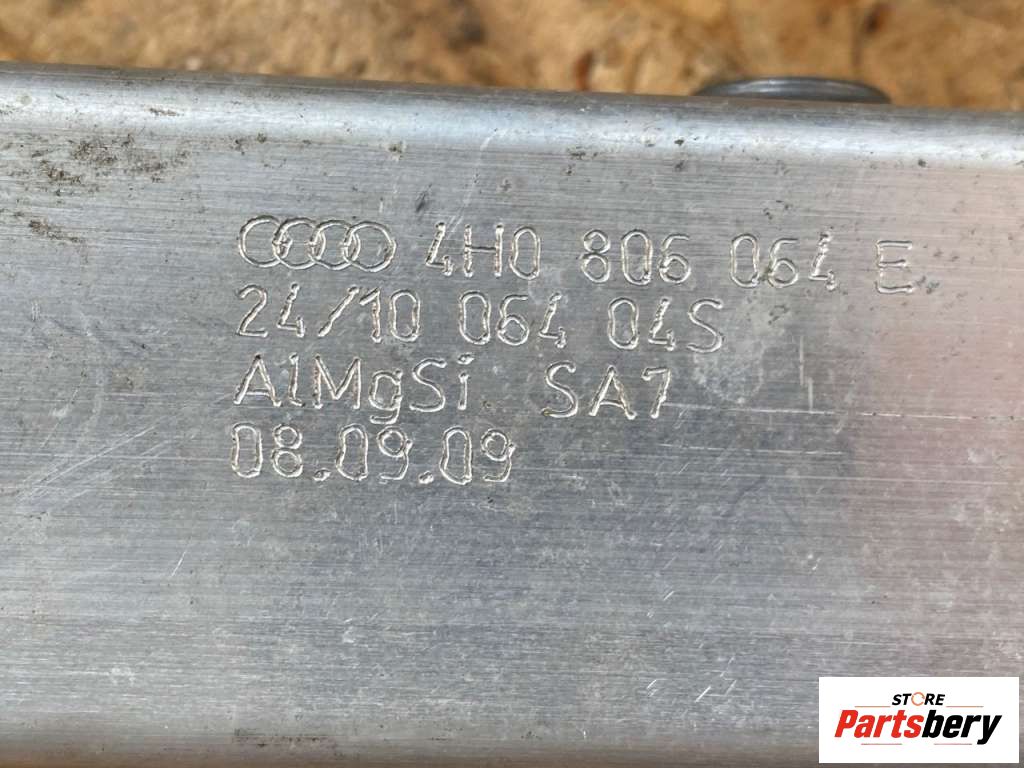 4H0 806 064 E
24/10 064 04S
AlMgSi SA7
08.09.09
STORE
Partsbery